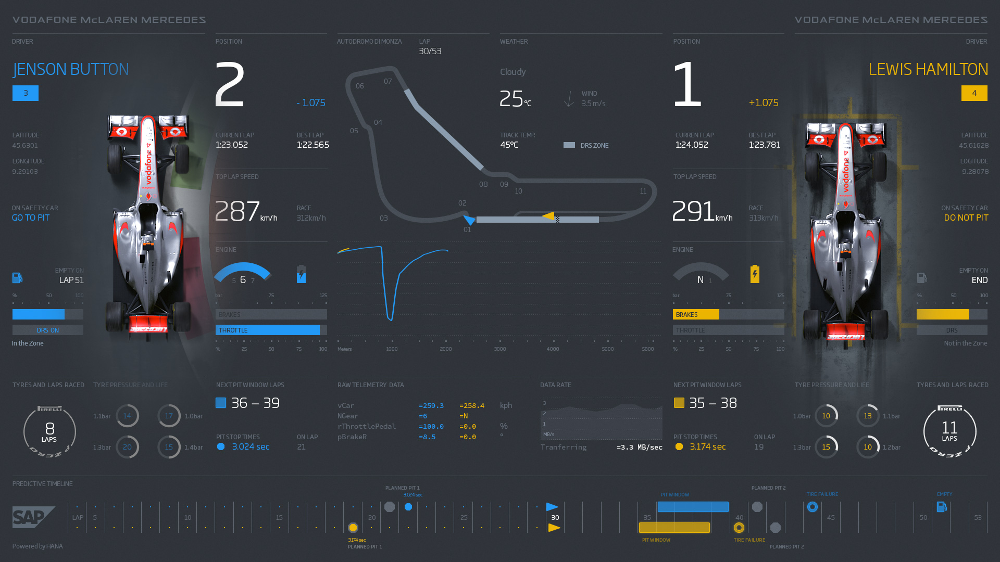 VODAFONE McLAREN MERCEDES
VODAFONE McLAREN MERCEDES
DRIVER
JENSON BUTTON
3
LATITUDE
45.6301
LONGITUDE
9.29103
ON SAFETY CAR
GO TO PIT
EMPTY ON
LAP 51
% 50 100
DRS ON
In the Zone
vodafone
POSITION
2
- 1.075
CURRENT LAP BEST LAP
1:23.052 1:22.565
TOP LAP SPEED
287 km/h
RACE
312km/h
ENGINE
5 6 7
bar 75 125
BRAKES
THROTTLE
% 25 50 75 100
AUTODROMO DI MONZA
LAP
30/53
07
06
04
05
08 09
10
11
02
03
01
Meters 1000 2000 3000 4000 5000 5800
WEATHER
Cloudy
25°C
WIND
3.5 m/s
TRACK TEMP.
45°C
DRS ZONE
POSITION
1
+1.075
CURRENT LAP BEST LAP
1:24.052 1:23.781
TOP LAP SPEED
291 km/h
RACE
313km/h
ENGINE
N 1
bar 75 125
BRAKES
THROTTLE
% 25 50 75 100
DRIVER
LEWIS HAMILTON
4
LATITUDE
45.61628
LOGITUDE
9.28078
ON SAFETY CAR
DO NOT PIT
EMPTY ON
END
% 50 100
DRS
Not in the Zone
vodafone
TYRES AND LAPS RACED
PIRELLI
8
LAPS
P ZERO
TYRE PRESSURE AND LIFE
1.1bar 14 17 1.0bar
1.3bar 20 15 1.4bar
NEXT PIT WINDOW LAPS
36 – 39
PIT STOP TIMES ON LAP
3.024 sec 21
RAW TELEMETRY DATA
vCar =259.3 =258.4 kph
NGear =6 =N
rThrottlePedal =100.0 =0.0 %
pBrakeR =8.5 =0.0 °
DATA RATE
3
2
1
MB/s
Tranferring =3.3 MB/sec
NEXT PIT WINDOW LAPS
35 – 38
PIT STOP TIMES ON LAP
3.174 sec 19
TYRE PRESSURE AND LIFE
1.0bar 10 13 1.1bar
1.3bar 15 10 1.2bar
TYRES AND LAPS RACED
PIRELLI
11
LAPS
P ZERO
PREDICTIVE TIMELINE
PLANNED PIT 1
3.024 sec
PIT WINDOW
PLANNED PIT 2
TIRE FAILURE
EMPTY
SAP
LAP 5 10 15 20 25 30 35 40 45 50 53
3.174 sec
PLANNED PIT 1
PIT WINDOW
TIRE FAILURE
PLANNED PIT 2
Powered by HANA